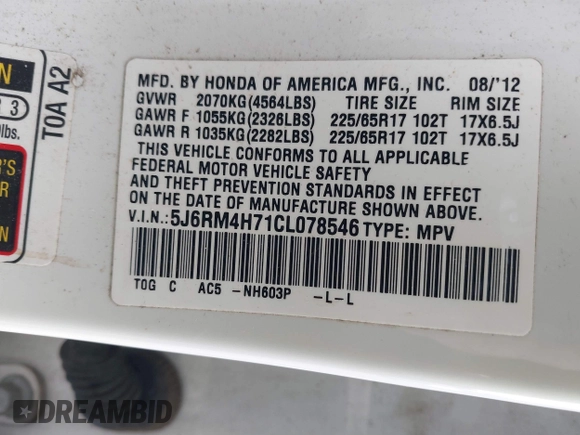 MFD. BY HONDA OF AMERICA MFG., INC. 08/'12
GVWR 2070KG(4564LBS) TIRE SIZE RIM SIZE
GAWR F 1055KG(2326LBS) 225/65R17 102T 17X6.5J
GAWR R 1035KG(2282LBS) 225/65R17 102T 17X6.5J
THIS VEHICLE CONFORMS TO ALL APPLICABLE
FEDERAL MOTOR VEHICLE SAFETY
AND THEFT PREVENTION STANDARDS IN EFFECT
ON THE DATE OF MANUFACTURE SHOWN ABOVE.
V.I.N.:5J6RM4H71CL078546 TYPE: MPV
T0G C AC5 -NH603P -L-L
T0A A2
N
R 3
lbs.
'S
R
N
DREAMBID